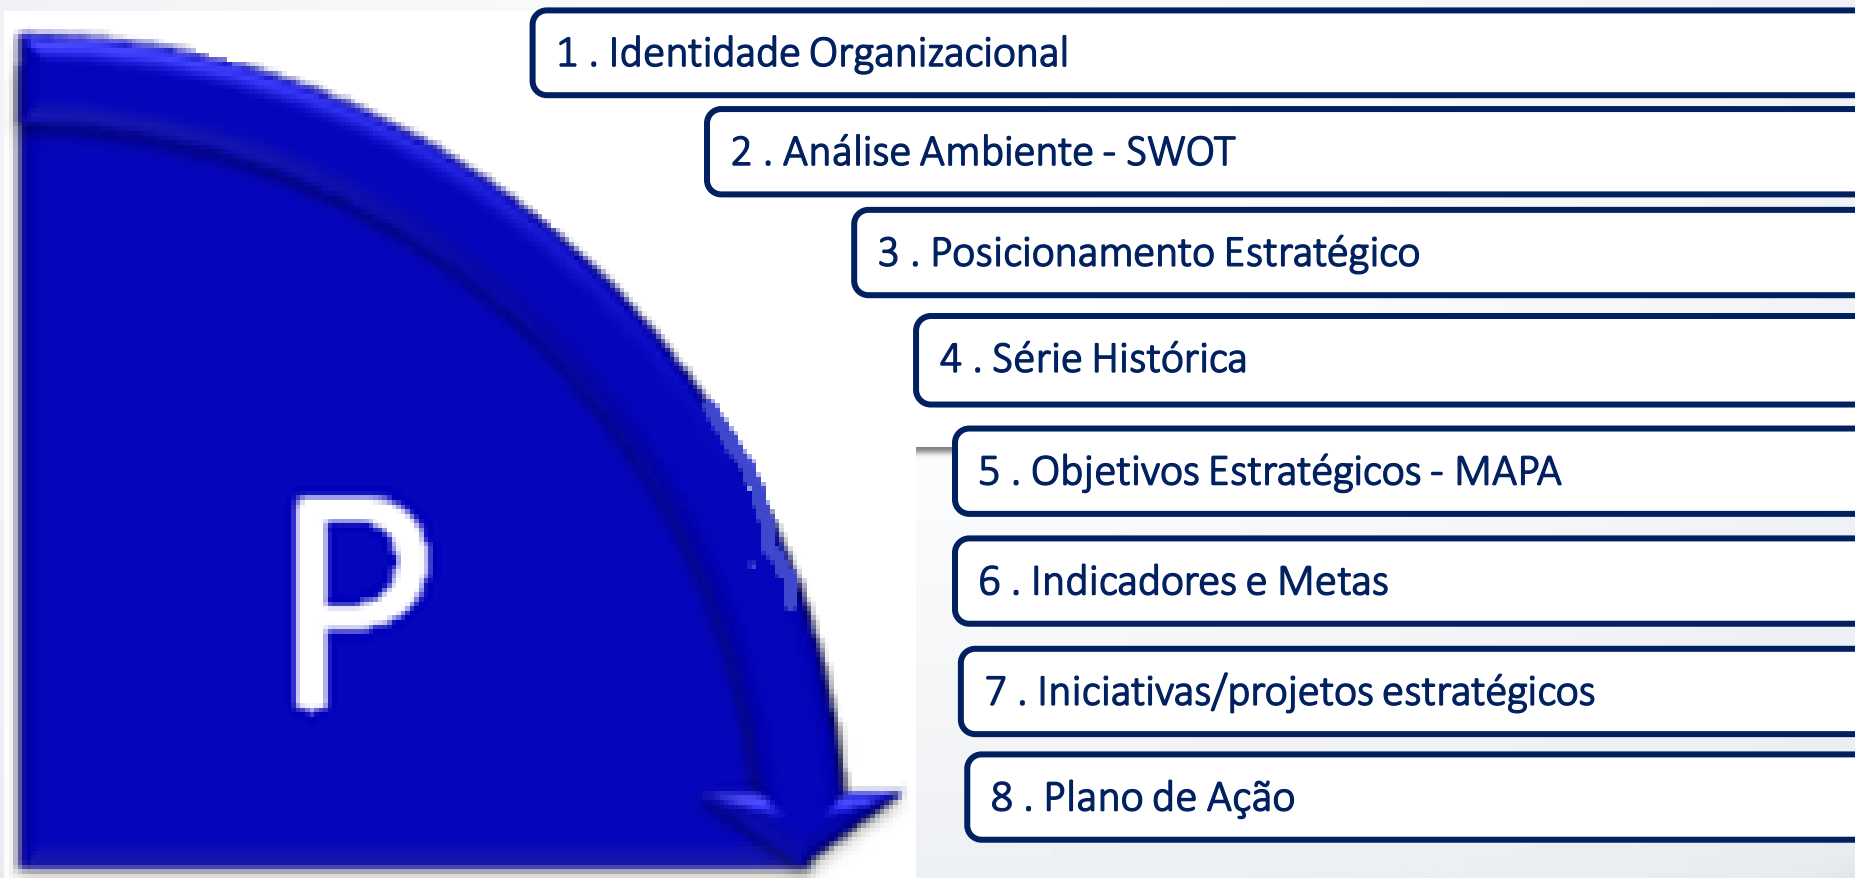 1 . Identidade Organizacional
2 . Análise Ambiente - SWOT
3 . Posicionamento Estratégico
4 . Série Histórica
5 . Objetivos Estratégicos - MAPA
6 . Indicadores e Metas
7 . Iniciativas/projetos estratégicos
8 . Plano de Ação
P